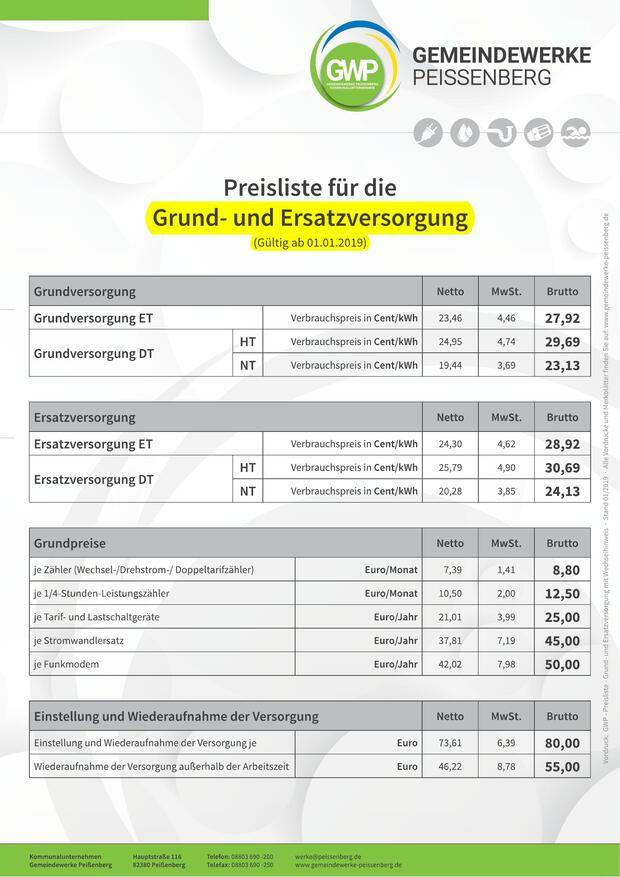 GWP
GEMEINDEWERKE PEISSENBERG
KOMMUNALUNTERNEHMEN
GEMEINDEWERKE
PEISSENBERG
Preisliste für die
Grund- und Ersatzversorgung
(Gültig ab 01.01.2019)
Grundversorgung Netto MwSt. Brutto
Grundversorgung ET Verbrauchspreis in Cent/kWh 23,46 4,46 27,92
Grundversorgung DT HT Verbrauchspreis in Cent/kWh 24,95 4,74 29,69
NT Verbrauchspreis in Cent/kWh 19,44 3,69 23,13
Ersatzversorgung Netto MwSt. Brutto
Ersatzversorgung ET Verbrauchspreis in Cent/kWh 24,30 4,62 28,92
Ersatzversorgung DT HT Verbrauchspreis in Cent/kWh 25,79 4,90 30,69
NT Verbrauchspreis in Cent/kWh 20,28 3,85 24,13
Grundpreise Netto MwSt. Brutto
je Zähler (Wechsel-/Drehstrom-/ Doppeltarifzähler) Euro/Monat 7,39 1,41 8,80
je 1/4-Stunden-Leistungszähler Euro/Monat 10,50 2,00 12,50
je Tarif- und Lastschaltgeräte Euro/Jahr 21,01 3,99 25,00
je Stromwandlersatz Euro/Jahr 37,81 7,19 45,00
je Funkmodem Euro/Jahr 42,02 7,98 50,00
Einstellung und Wiederaufnahme der Versorgung Netto MwSt. Brutto
Einstellung und Wiederaufnahme der Versorgung je Euro 73,61 6,39 80,00
Wiederaufnahme der Versorgung außerhalb der Arbeitszeit Euro 46,22 8,78 55,00
Vordruck: GWP - Preisliste - Grund- und Ersatzversorgung mit Wechselhinweis - Stand 01/2019 - Alle Vordrucke und Merkblätter finden Sie auf: www.gemeindewerke-peissenberg.de
Kommunalunternehmen Hauptstraße 116 Telefon: 08803 690 -200 werke@peissenberg.de
Gemeindewerke Peißenberg 82380 Peißenberg Telefax: 08803 690 -250 www.gemeindewerke-peissenberg.de